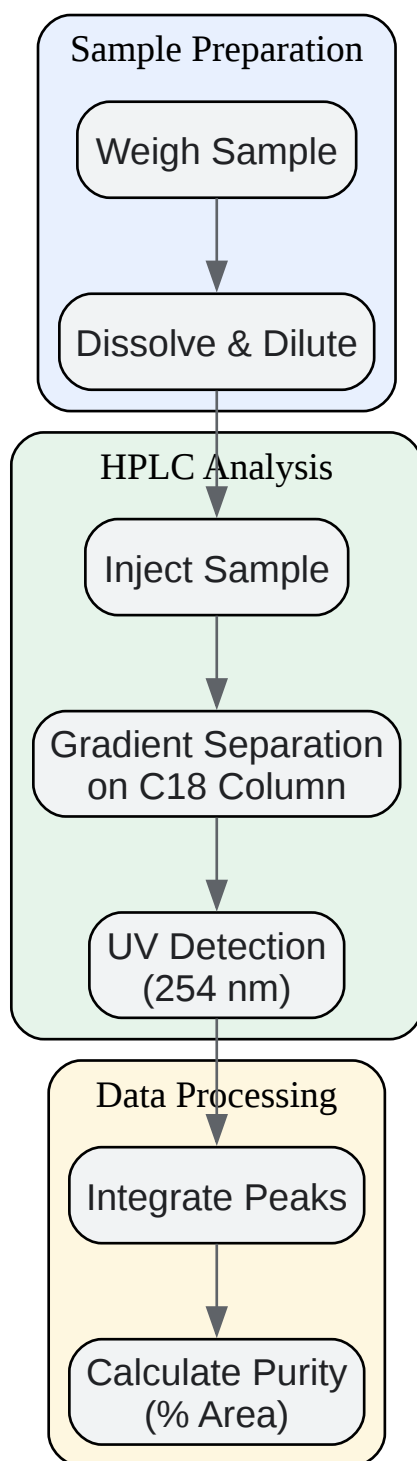 Sample Preparation
Weigh Sample
Dissolve & Dilute
HPLC Analysis
Inject Sample
Gradient Separation
on C18 Column
UV Detection
(254 nm)
Data Processing
Integrate Peaks
Calculate Purity
(% Area)